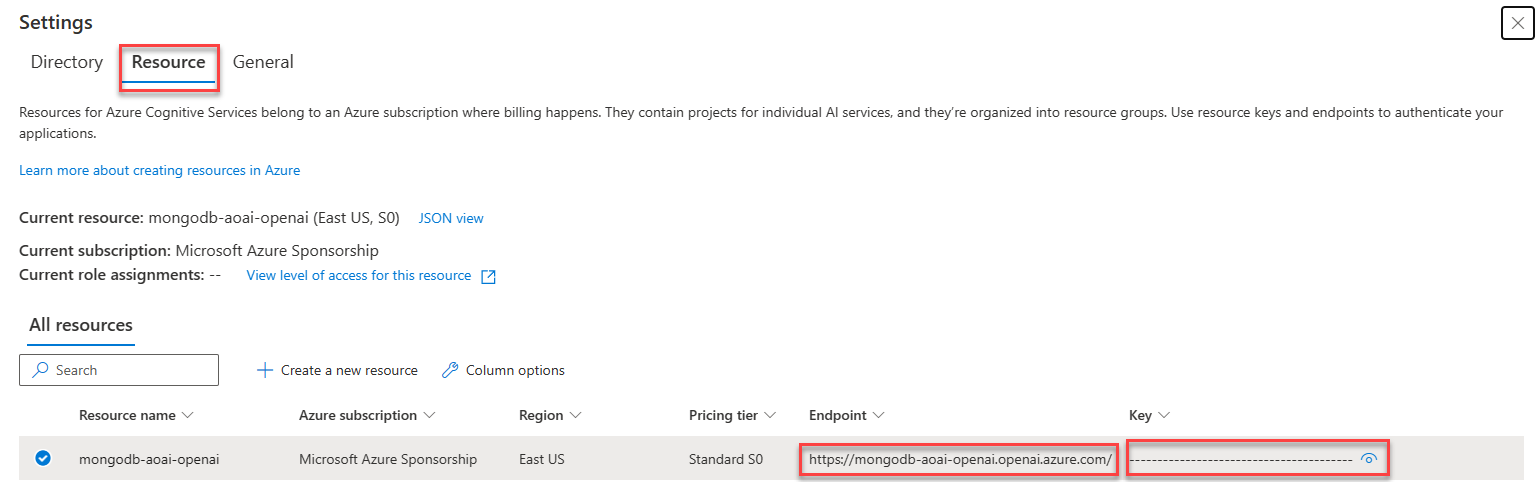 Settings
Directory Resource General
Resources for Azure Cognitive Services belong to an Azure subscription where billing happens. They contain projects for individual AI services, and they’re organized into resource groups. Use resource keys and endpoints to authenticate your
applications.
Learn more about creating resources in Azure
Current resource: mongodb-aoai-openai (East US, S0) JSON view
Current subscription: Microsoft Azure Sponsorship
Current role assignments: -- View level of access for this resource
All resources
Search Create a new resource Column options
Resource name Azure subscription Region Pricing tier Endpoint Key
mongodb-aoai-openai Microsoft Azure Sponsorship East US Standard S0 https://mongodb-aoai-openai.openai.azure.com/ ----------------------------------------